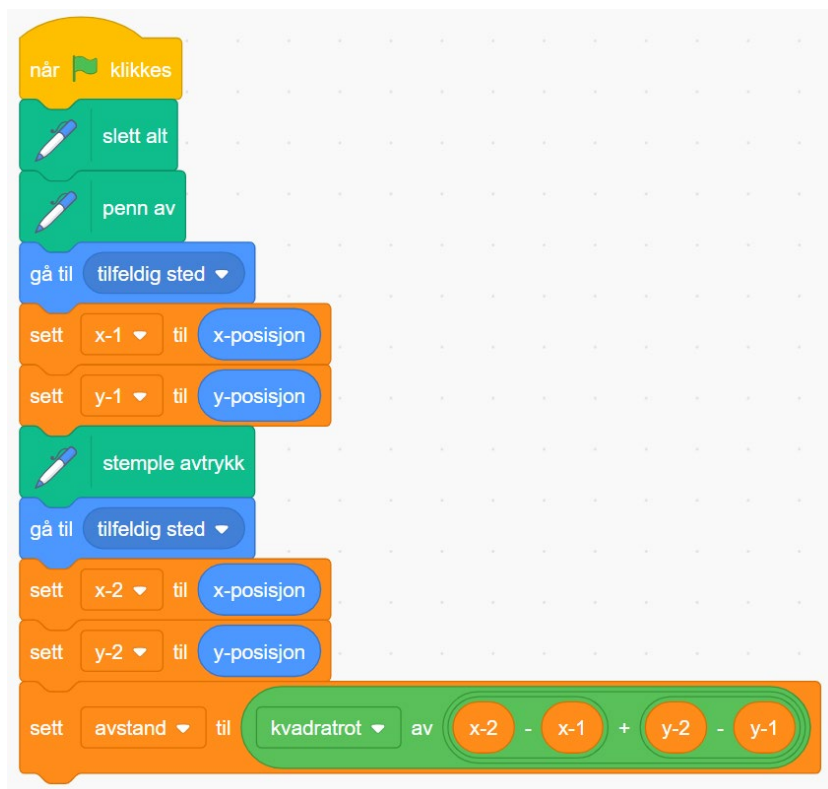 når klikkes
slett alt
penn av
gå til tilfeldig sted
sett x-1 til x-posisjon
sett y-1 til y-posisjon
stemple avtrykk
gå til tilfeldig sted
sett x-2 til x-posisjon
sett y-2 til y-posisjon
sett avstand til kvadratrot av x-2 - x-1 + y-2 - y-1